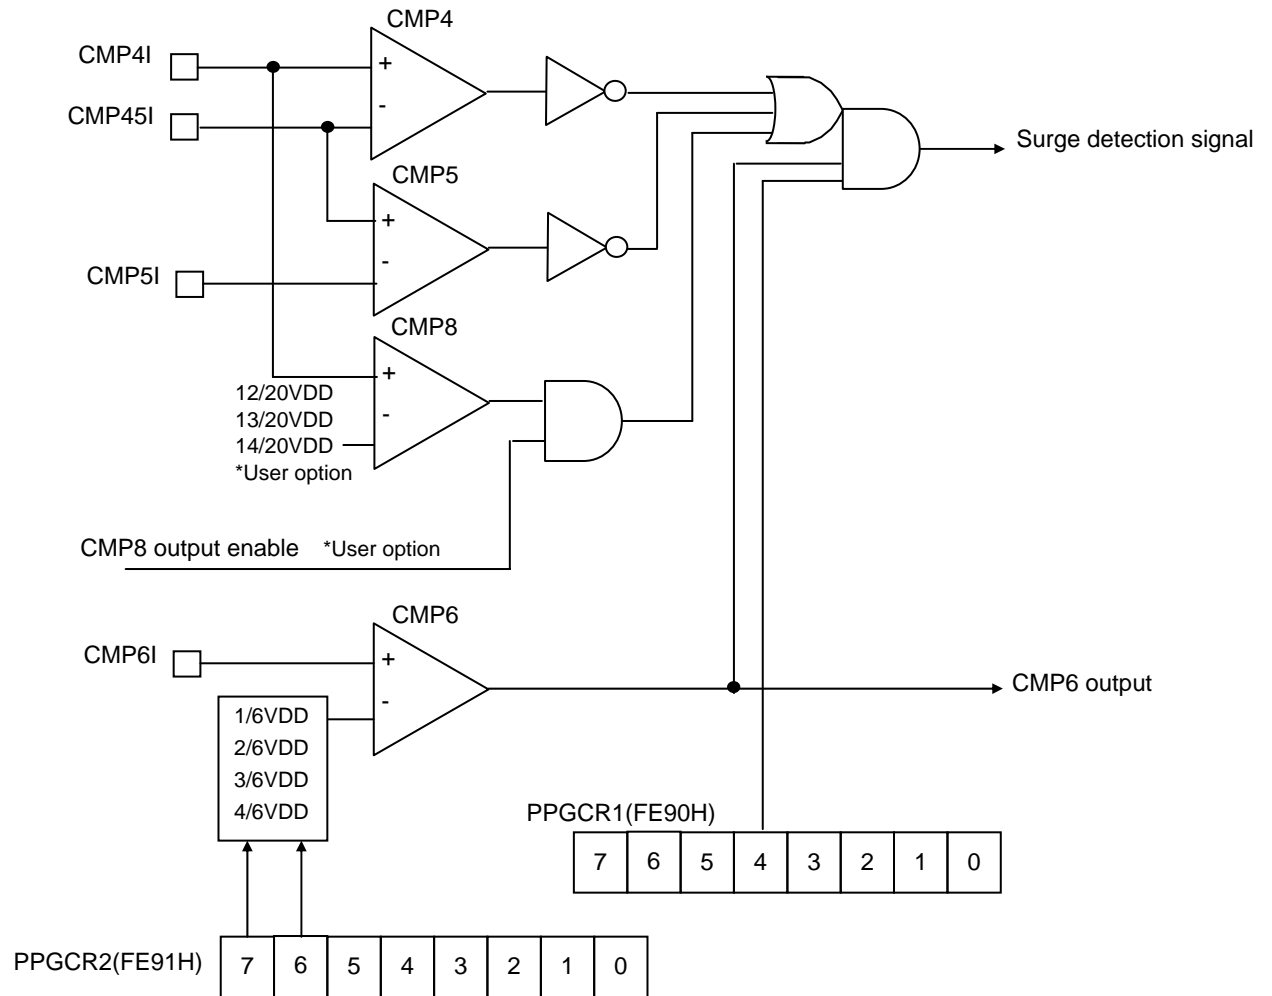 CMP4
CMP4I
+
-
CMP45I
Surge detection signal
CMP5
+
-
CMP5I
CMP8
+
-
12/20VDD
13/20VDD
14/20VDD
*User option
CMP8 output enable *User option
CMP6
CMP6I
+
-
CMP6 output
1/6VDD
2/6VDD
3/6VDD
4/6VDD
PPGCR1(FE90H)
7 6 5 4 3 2 1 0
PPGCR2(FE91H) 7 6 5 4 3 2 1 0